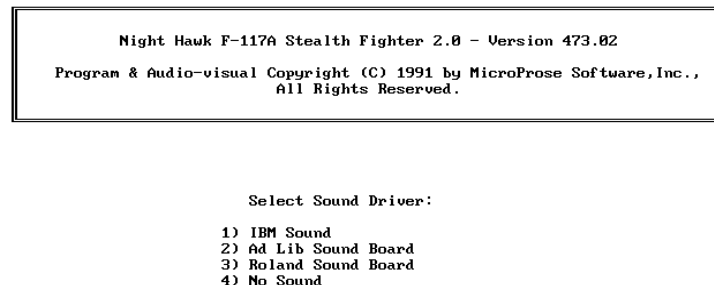 Night Hawk F-117A Stealth Fighter 2.0 - Version 473.02
Program & Audio-visual Copyright (C) 1991 by MicroProse Software,Inc.,
All Rights Reserved.
Select Sound Driver:
1) IBM Sound
2) Ad Lib Sound Board
3) Roland Sound Board
4) No Sound